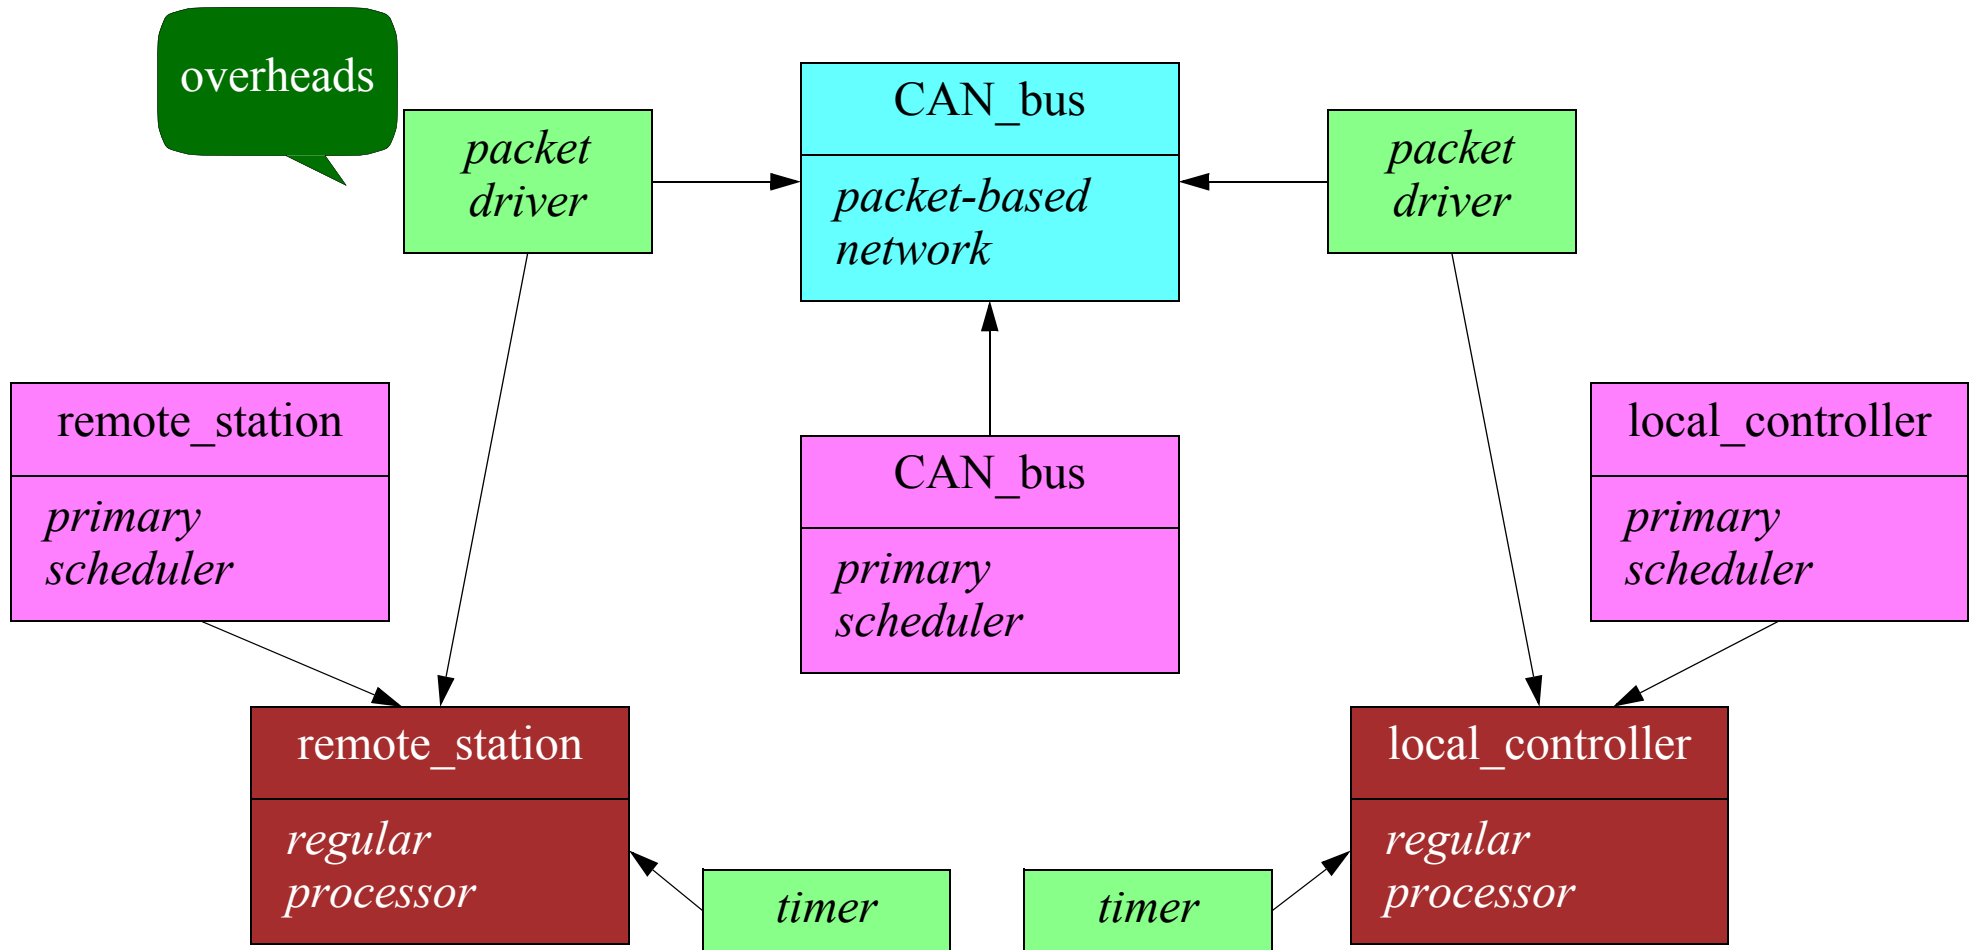 overheads
packet
driver
CAN_bus
packet-based
network
packet
driver
remote_station
primary
scheduler
CAN_bus
primary
scheduler
local_controller
primary
scheduler
remote_station
regular
processor
local_controller
regular
processor
timer
timer